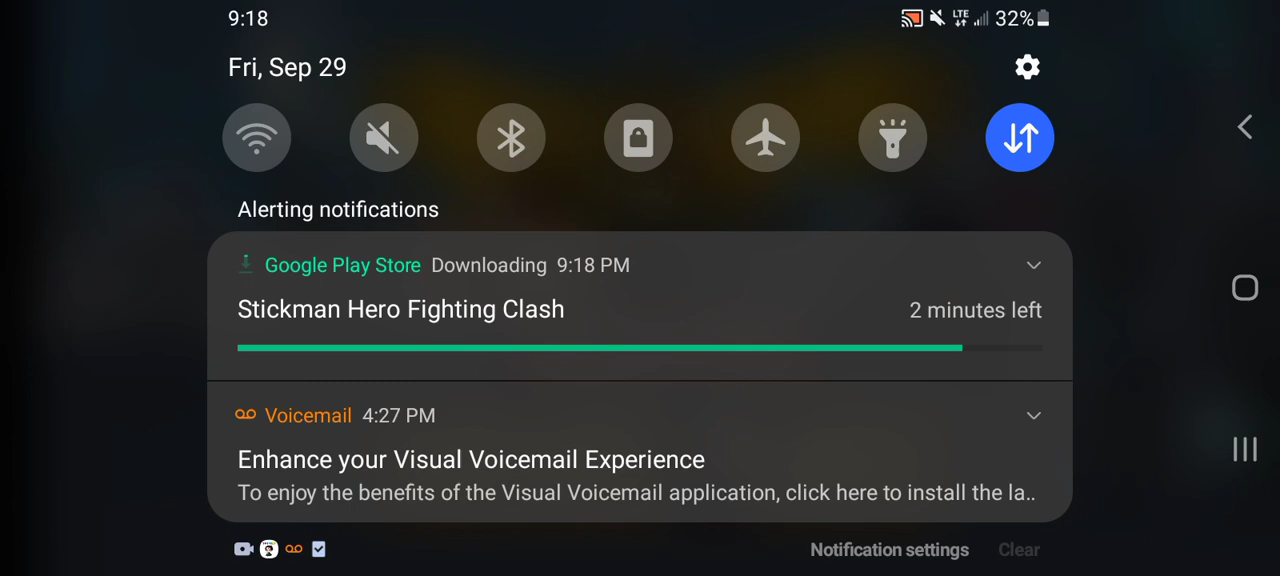 9:18
LTE 32%
Fri, Sep 29
Alerting notifications
Google Play Store Downloading 9:18 PM
Stickman Hero Fighting Clash 2 minutes left
Voicemail 4:27 PM
Enhance your Visual Voicemail Experience
To enjoy the benefits of the Visual Voicemail application, click here to install the la..
Notification settings Clear